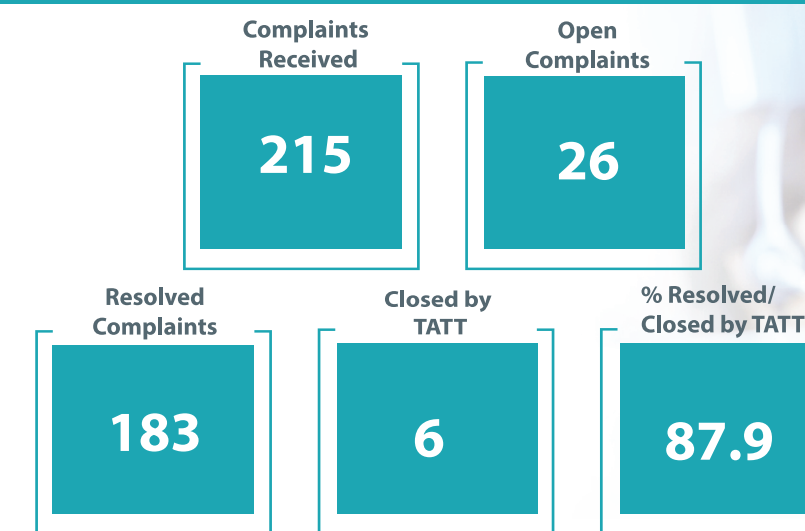 Complaints
Received
215
Open
Complaints
26
Resolved
Complaints
183
Closed by
TATT
6
% Resolved/
Closed by TATT
87.9